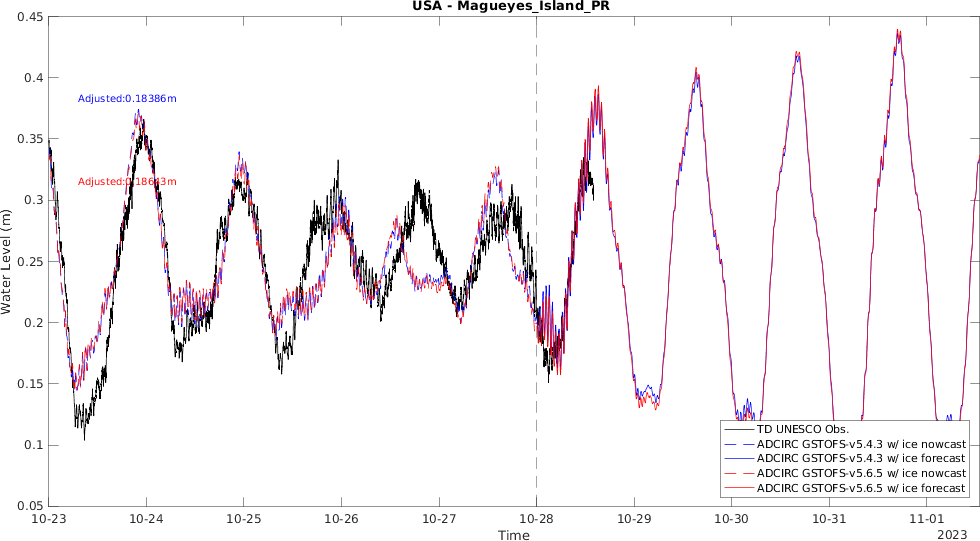 USA - Magueyes_Island_PR
0.45
0.4
0.35
0.3
0.25
0.2
0.15
0.1
0.05
Water Level (m)
Adjusted:0.18386m
Adjusted:0.18643m
TD UNESCO Obs.
ADCIRC GSTOFS-v5.4.3 w/ ice nowcast
ADCIRC GSTOFS-v5.4.3 w/ ice forecast
ADCIRC GSTOFS-v5.6.5 w/ ice nowcast
ADCIRC GSTOFS-v5.6.5 w/ ice forecast
10-23 10-24 10-25 10-26 10-27 10-28 10-29 10-30 10-31 11-01
Time
2023